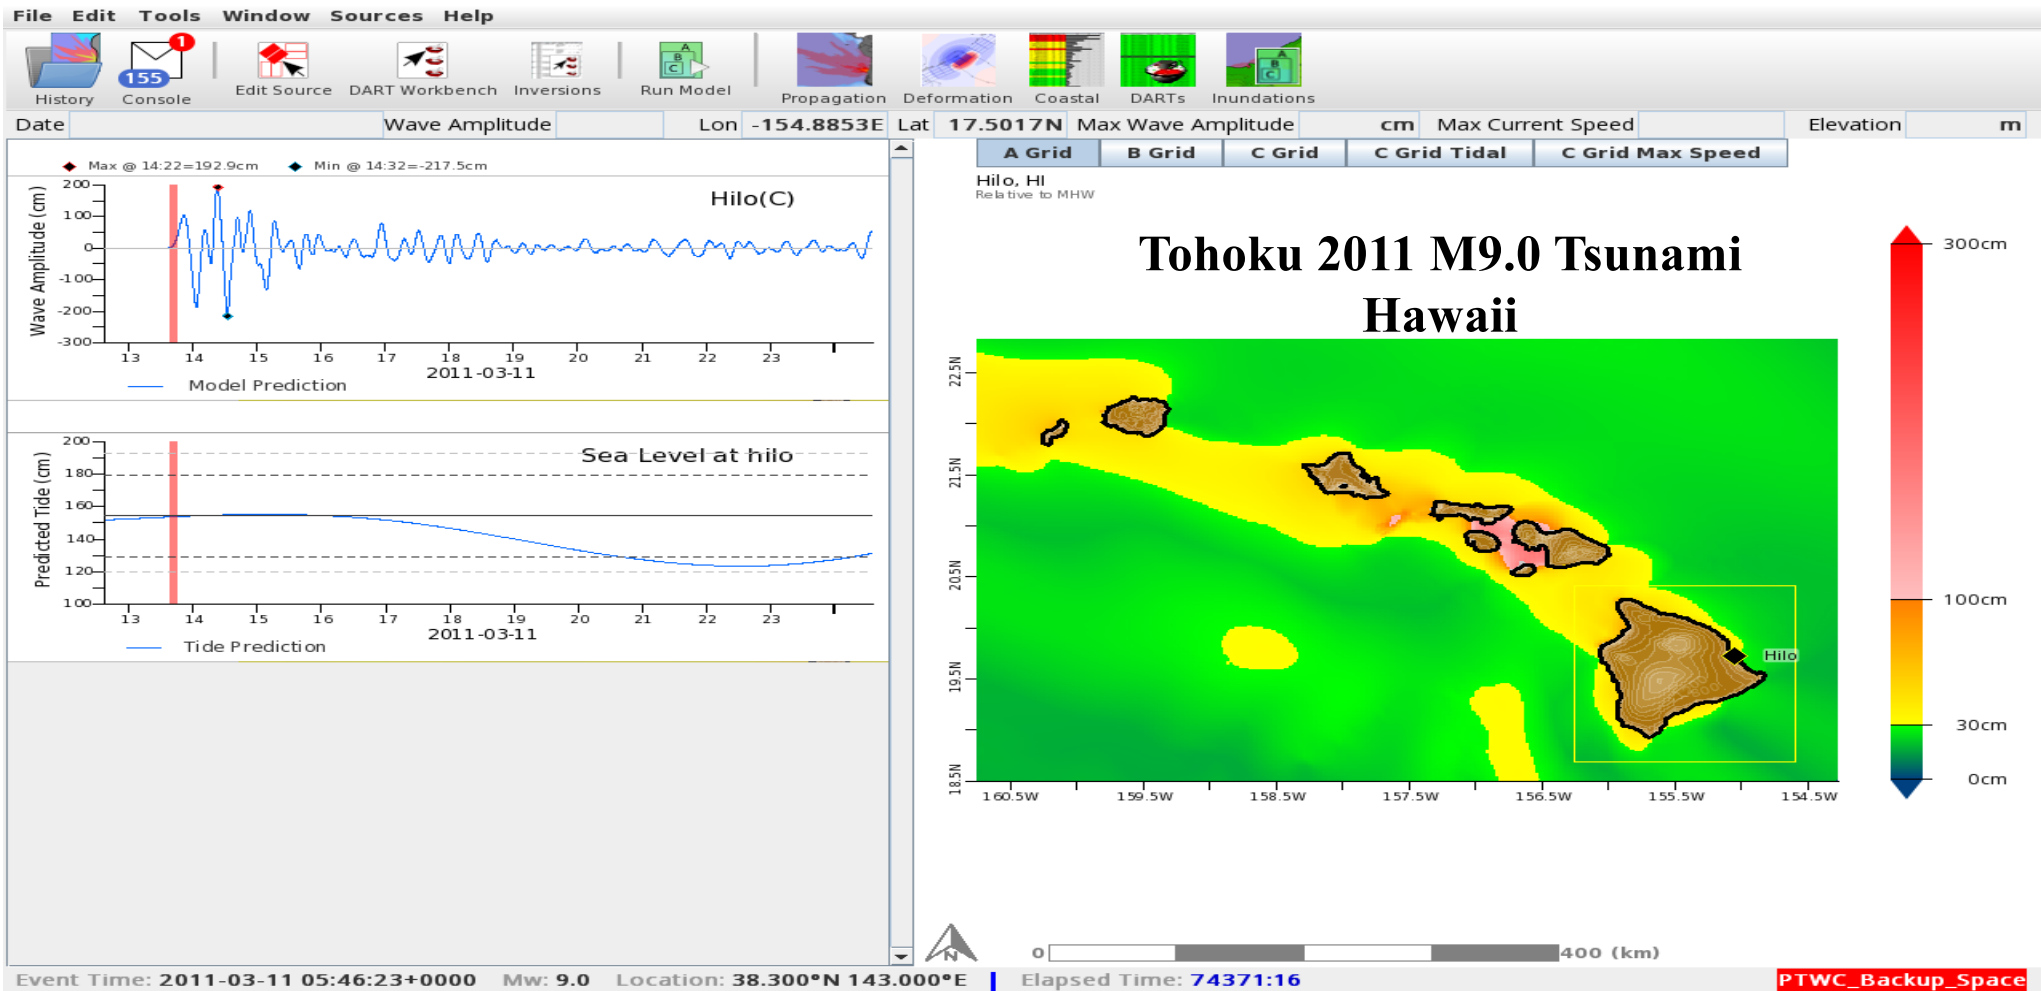 File Edit Tools Window Sources Help
1
155
A
B
C
A
B
C
History Console Edit Source DART Workbench Inversions Run Model Propagation Deformation Coastal DARTs Inundations
Date Wave Amplitude Lon -154.8853E Lat 17.5017N Max Wave Amplitude cm Max Current Speed Elevation m
Max @ 14:22=192.9cm Min @ 14:32=-217.5cm
Hilo(C)
Wave Amplitude (cm)
200
100
0
-100
-200
-300
13 14 15 16 17 18 19 20 21 22 23
2011-03-11
Model Prediction
Sea Level at hilo
Predicted Tide (cm)
200
180
160
140
120
100
13 14 15 16 17 18 19 20 21 22 23
2011-03-11
Tide Prediction
A Grid B Grid C Grid C Grid Tidal C Grid Max Speed
Hilo, HI
Relative to MHW
Tohoku 2011 M9.0 Tsunami
Hawaii
22.5N
21.5N
20.5N
19.5N
18.5N
Hilo
160.5W 159.5W 158.5W 157.5W 156.5W 155.5W 154.5W
300cm
100cm
30cm
0cm
N
0 400 (km)
Event Time: 2011-03-11 05:46:23+0000 Mw: 9.0 Location: 38.300°N 143.000°E Elapsed Time: 74371:16 PTWC_Backup_Space